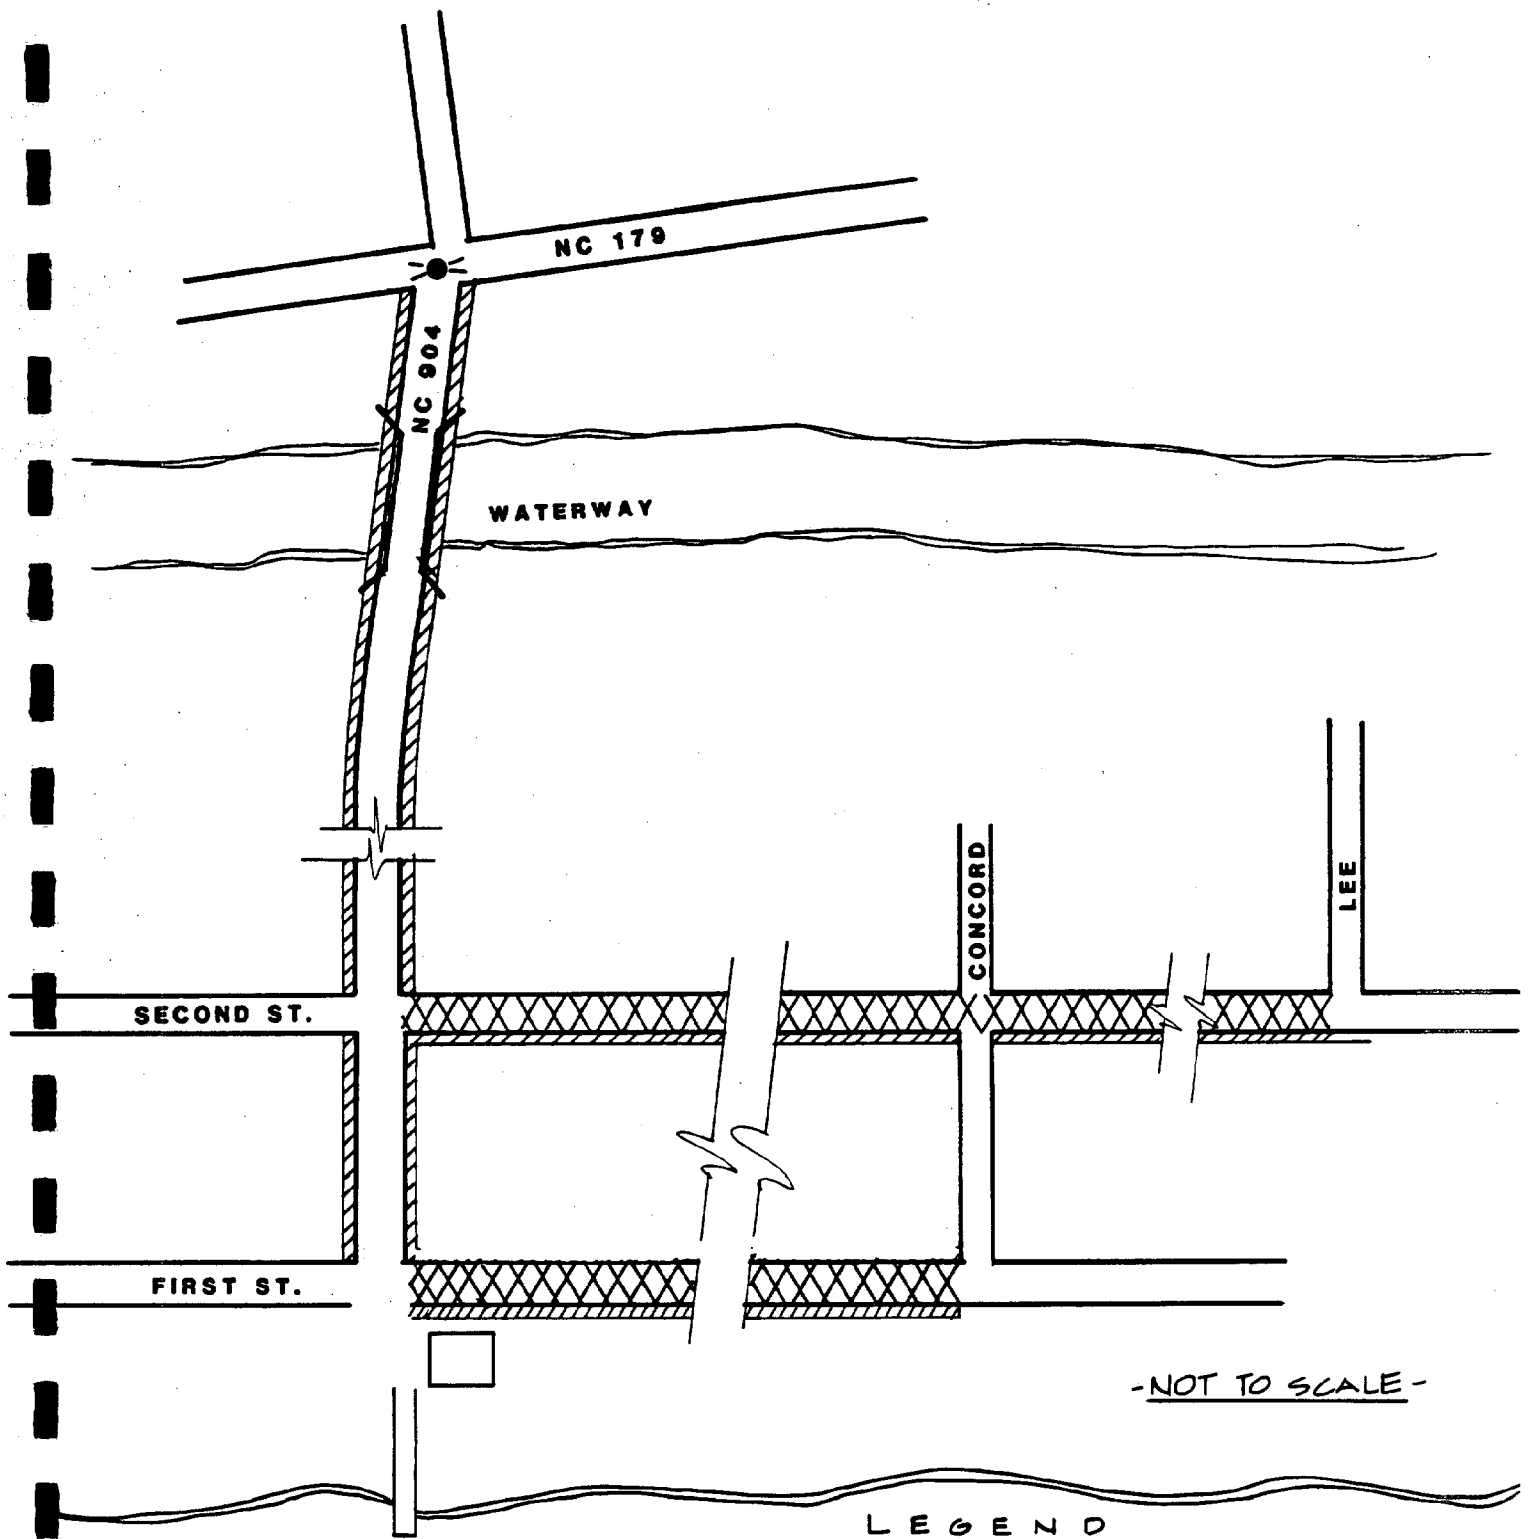 NC 179
NC 904
WATERWAY
CONCORD
LEE
SECOND ST.
FIRST ST.
-NOT TO SCALE-
LEGEND